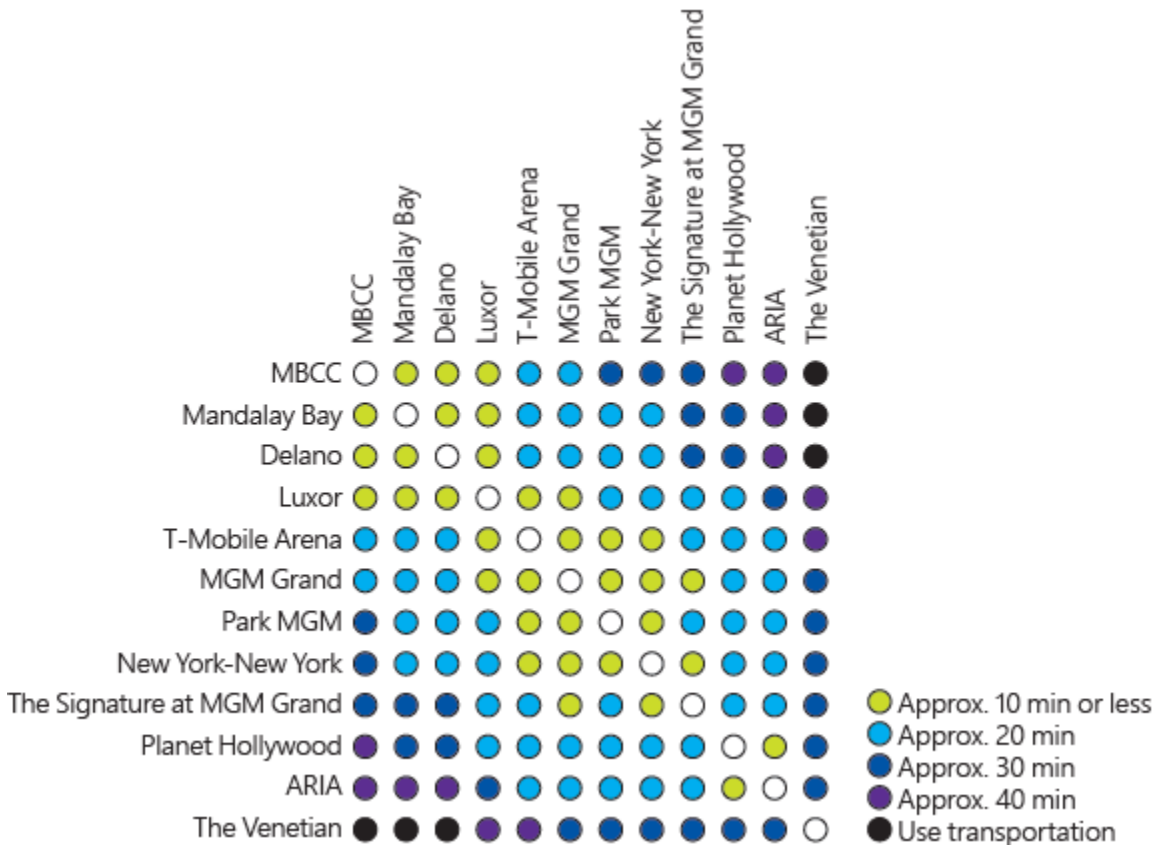 MBCC
Mandalay Bay
Delano
Luxor
T-Mobile Arena
MGM Grand
Park MGM
New York-New York
The Signature at MGM Grand
Planet Hollywood
ARIA
The Venetian
MBCC
Mandalay Bay
Delano
Luxor
T-Mobile Arena
MGM Grand
Park MGM
New York-New York
The Signature at MGM Grand
Planet Hollywood
ARIA
The Venetian
Approx. 10 min or less
Approx. 20 min
Approx. 30 min
Approx. 40 min
Use transportation